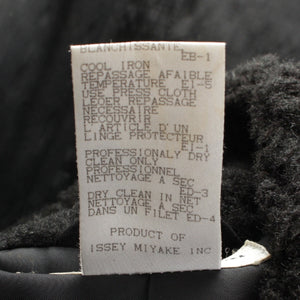 BLANCHISSANTE
EB-1
COOL IRON
REPASSAGE AFAIBLE
TEMPERATURE EI-5
USE PRESS CLOTH
LEDER REPASSAGE
NECESSAIRE
RECOUVRIR
L ARTICLE D'UN
LINGE PROTECTEUR
EI-1
PROFESSIONALY DRY
CLEAN ONLY
PROFESSIONNEL
NETTOYAGE A SEC
ED-3
DRY CLEAN IN NET
NETTOYAGE A SEC
DANS UN FILET ED-4
PRODUCT OF
ISSEY MIYAKE INC